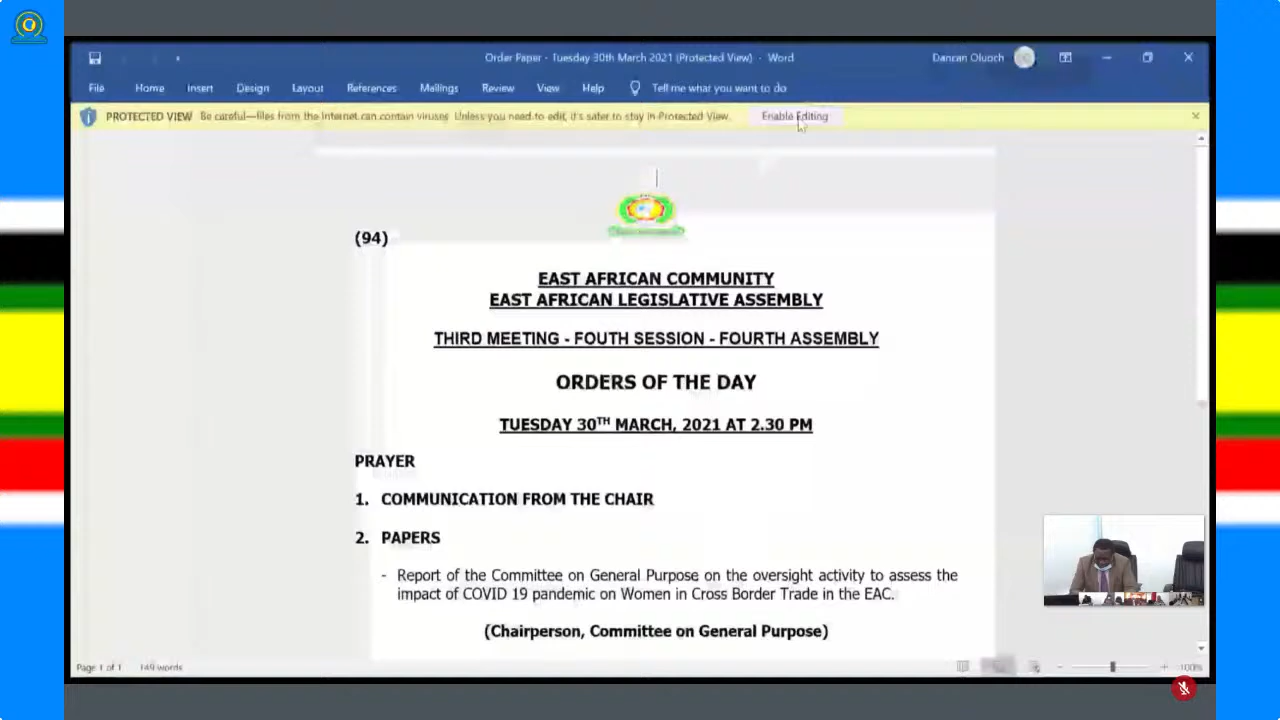 Order Paper - Tuesday 30th March 2021 (Protected View) - Word
Dancan Oluoch
File Home Insert Design Layout References Mailings Review View Help Tell me what you want to do
PROTECTED VIEW Be careful—files from the Internet can contain viruses. Unless you need to edit, it's safer to stay in Protected View. Enable Editing
(94)
EAST AFRICAN COMMUNITY
EAST AFRICAN LEGISLATIVE ASSEMBLY
THIRD MEETING - FOUTH SESSION - FOURTH ASSEMBLY
ORDERS OF THE DAY
TUESDAY 30TH MARCH, 2021 AT 2.30 PM
PRAYER
1. COMMUNICATION FROM THE CHAIR
2. PAPERS
- Report of the Committee on General Purpose on the oversight activity to assess the
impact of COVID 19 pandemic on Women in Cross Border Trade in the EAC.
(Chairperson, Committee on General Purpose)
Page 1 of 1 149 words
100%